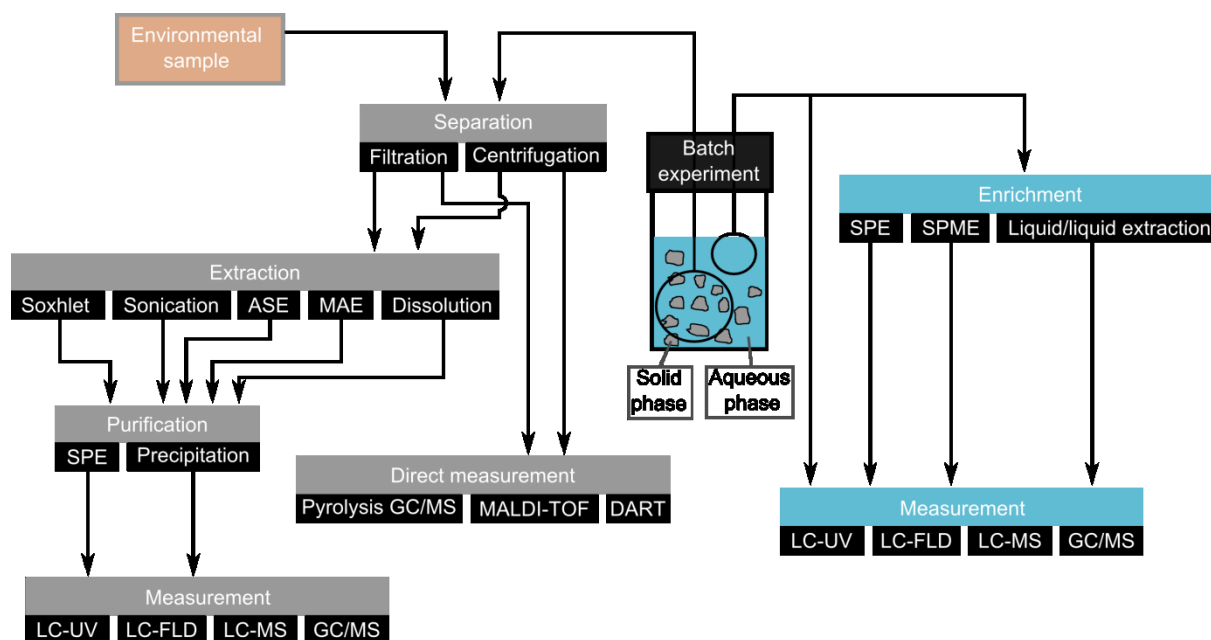 Environmental
sample
Separation
Filtration
Centrifugation
Batch
experiment
Enrichment
SPE
SPME
Liquid/liquid extraction
Extraction
Soxhlet
Sonication
ASE
MAE
Dissolution
Solid
phase
Aqueous
phase
Purification
SPE
Precipitation
Direct measurement
Pyrolysis GC/MS
MALDI-TOF
DART
Measurement
LC-UV
LC-FLD
LC-MS
GC/MS
Measurement
LC-UV
LC-FLD
LC-MS
GC/MS